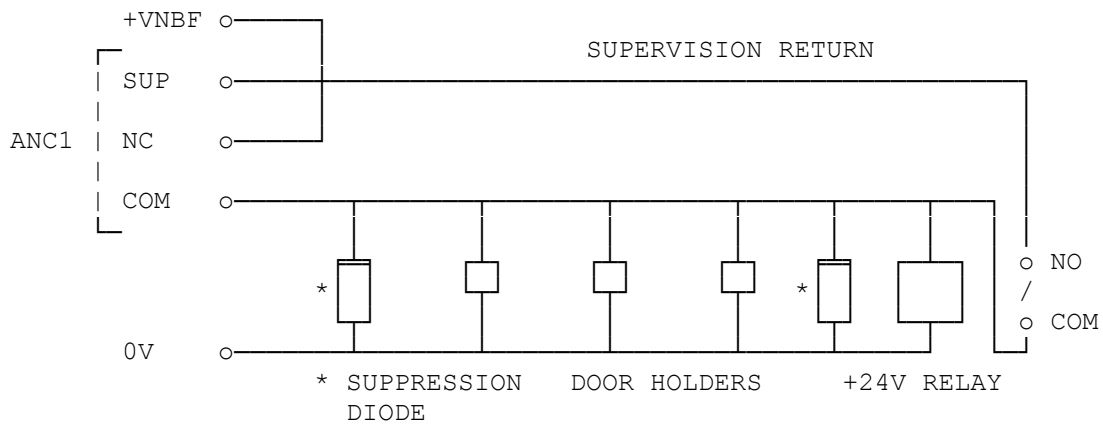 +VNBF
SUPERVISION RETURN
SUP
ANC1
NC
COM
NO
*
*
COM
0V
* SUPPRESSION DIODE
DOOR HOLDERS
+24V RELAY